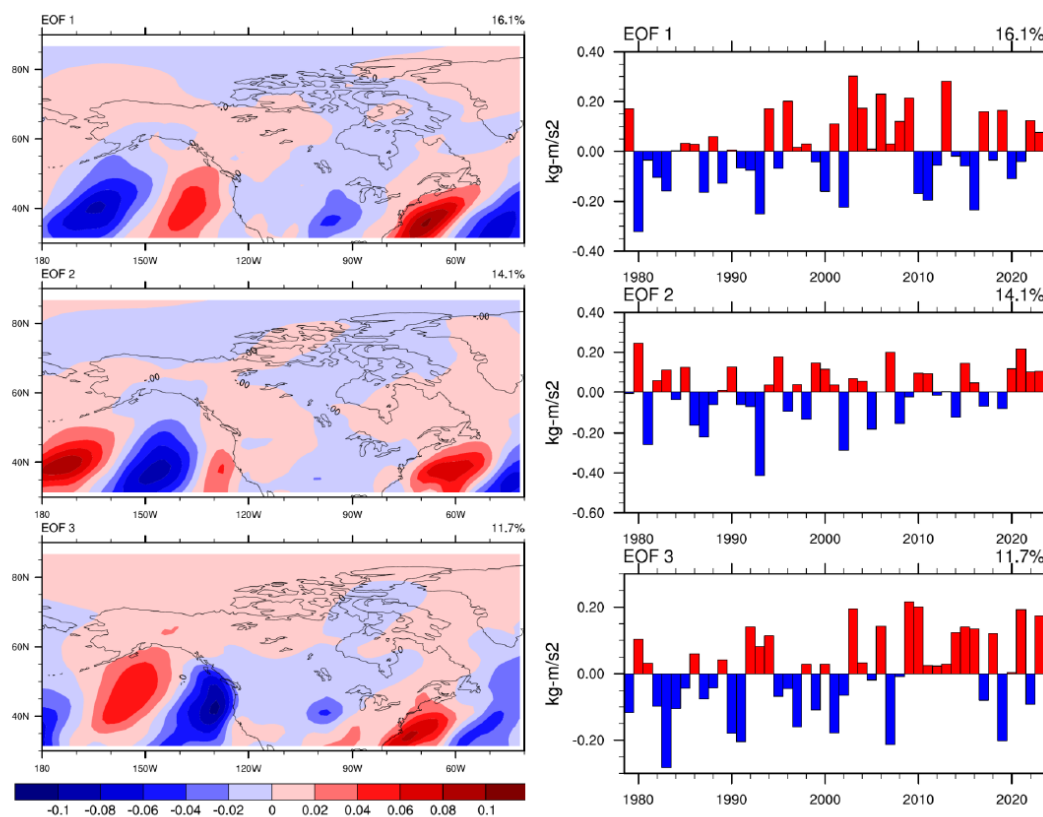 EOF 1 16.1%
80N
60N
40N
180 150W 120W 90W 60W
EOF 2 14.1%
80N
60N
40N
180 150W 120W 90W 60W
EOF 3 11.7%
80N
60N
40N
180 150W 120W 90W 60W
-0.1 -0.08 -0.06 -0.04 -0.02 0 0.02 0.04 0.06 0.08 0.1
EOF 1 16.1%
0.40
0.20
0.00
-0.20
-0.40
kg-m/s2
1980 1990 2000 2010 2020
EOF 2 14.1%
0.40
0.20
0.00
-0.20
-0.40
-0.60
kg-m/s2
1980 1990 2000 2010 2020
EOF 3 11.7%
0.20
0.00
-0.20
kg-m/s2
1980 1990 2000 2010 2020